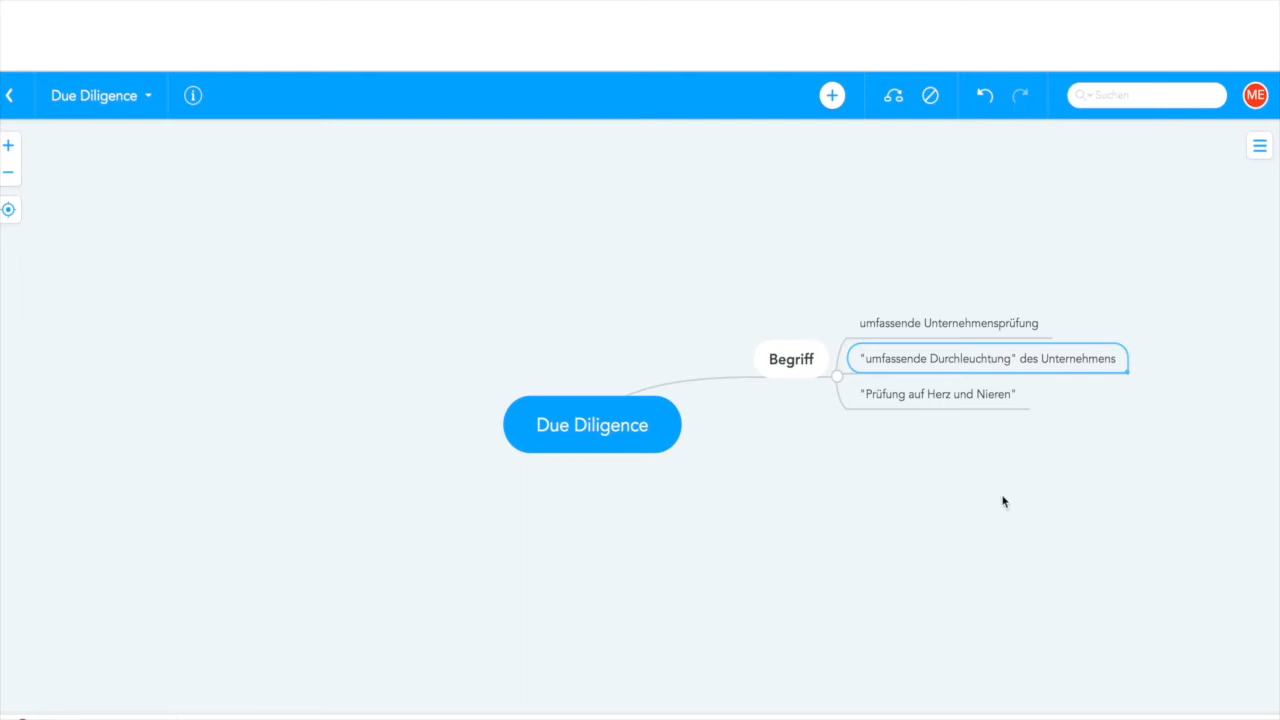 Due Diligence
Suchen
ME
umfassende Unternehmensprüfung
Begriff
"umfassende Durchleuchtung" des Unternehmens
"Prüfung auf Herz und Nieren"
Due Diligence